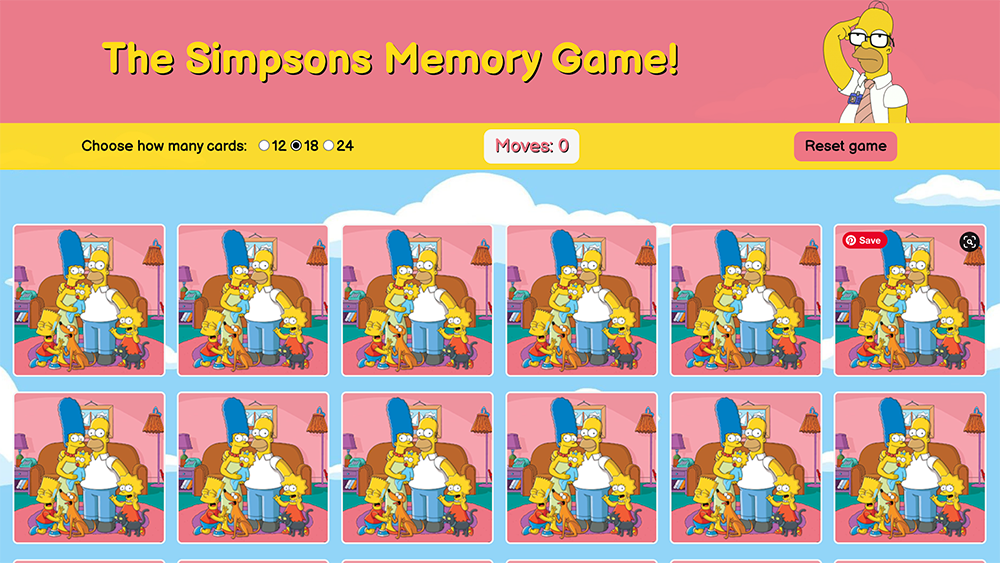 The Simpsons Memory Game!
Choose how many cards: 12 18 24
Moves: 0
Reset game
Save